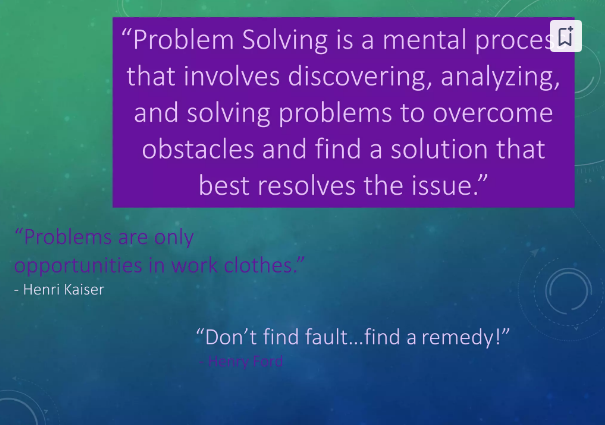 “Problem Solving is a mental process
that involves discovering, analyzing,
and solving problems to overcome
obstacles and find a solution that
best resolves the issue.”
“Problems are only
opportunities in work clothes.”
- Henri Kaiser
“Don’t find fault…find a remedy!”
- Henry Ford